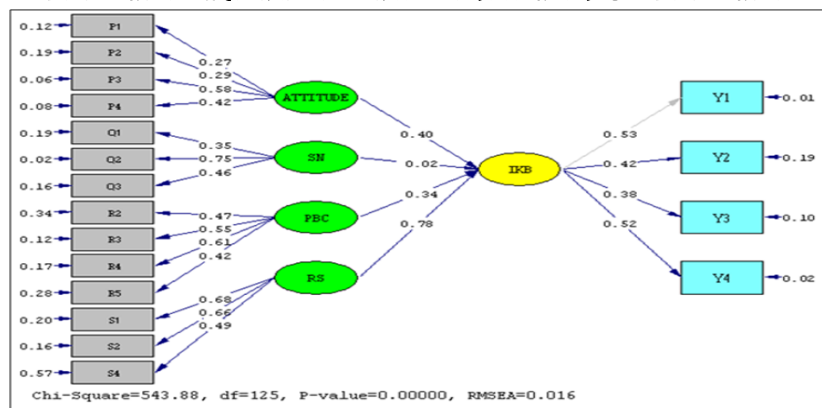 0.12 P1
0.19 P2
0.06 P3
0.08 P4
0.19 Q1
0.02 Q2
0.16 Q3
0.34 R2
0.12 R3
0.17 R4
0.28 R5
0.20 S1
0.16 S2
0.57 S4
0.27
0.29
0.58
0.42
0.35
0.75
0.46
0.47
0.55
0.61
0.42
0.68
0.66
0.49
ATTITUDE
SN
PBC
RS
0.40
0.02
0.34
0.78
IKB
0.53
0.42
0.38
0.52
Y1 0.01
Y2 0.19
Y3 0.10
Y4 0.02
Chi-Square=543.88, df=125, P-value=0.00000, RMSEA=0.016